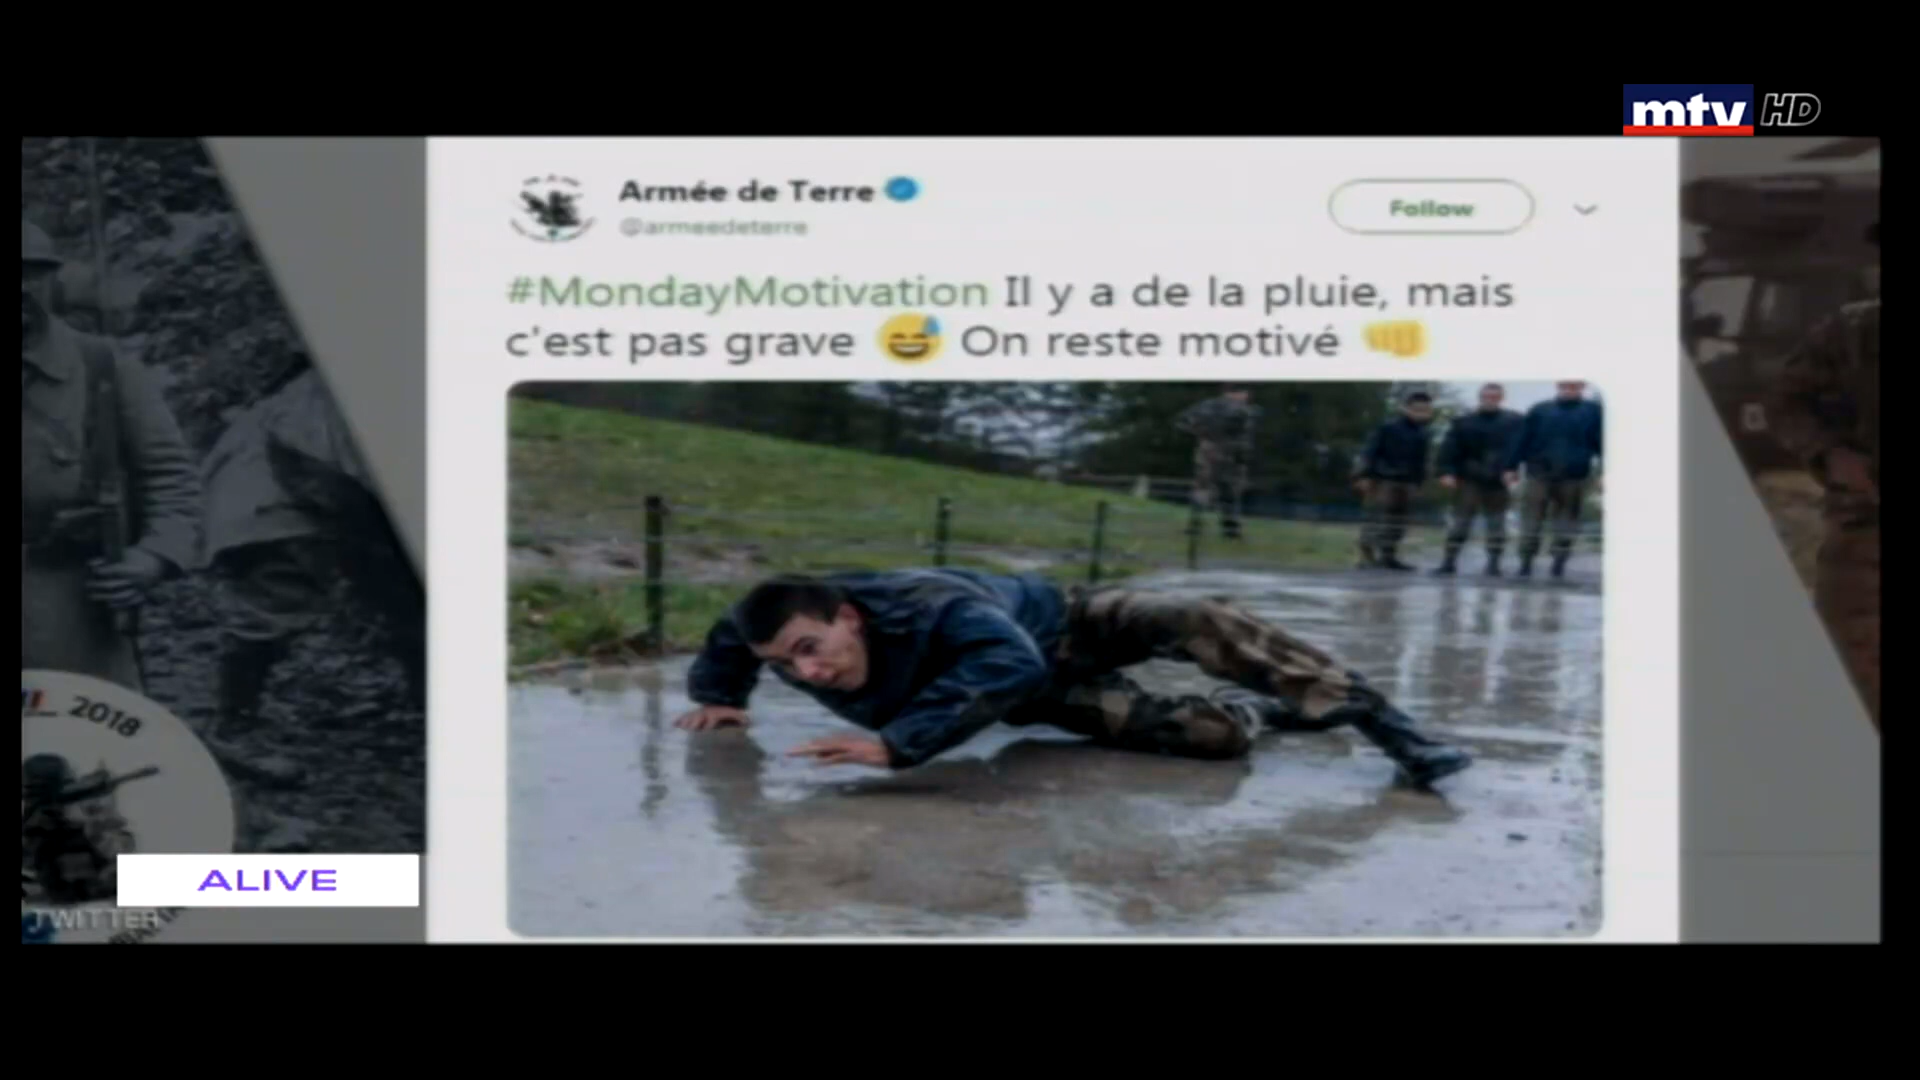 mtv HD
Armée de Terre
@armeedeterre
Follow
#MondayMotivation Il y a de la pluie, mais
c'est pas grave 😅 On reste motivé 👊
2018
ALIVE
TWITTER